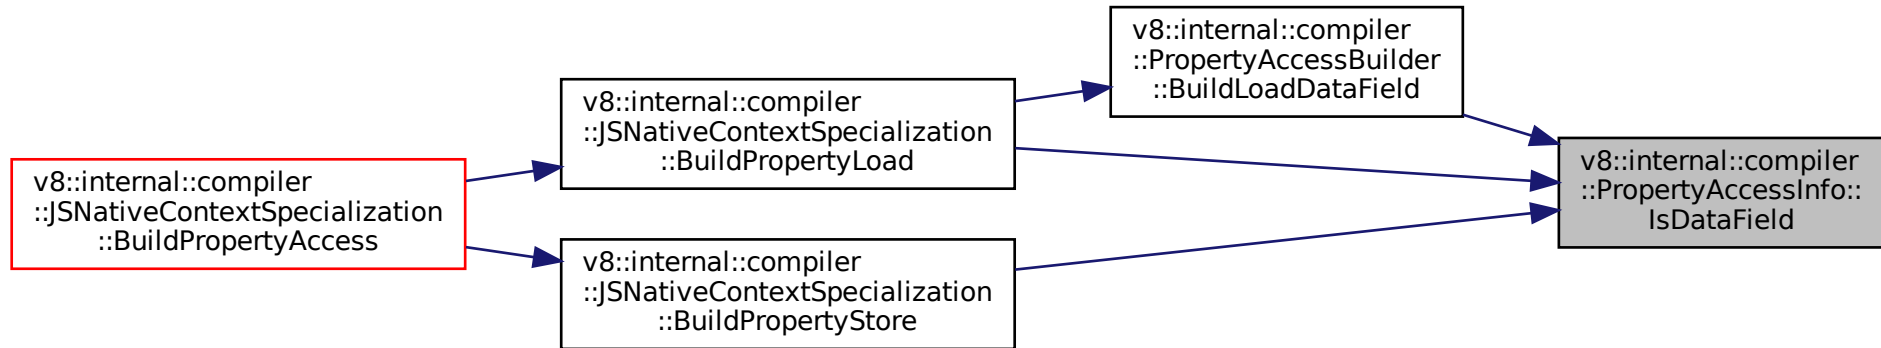 v8::internal::compiler
::JSNativeContextSpecialization
::BuildPropertyAccess
v8::internal::compiler
::JSNativeContextSpecialization
::BuildPropertyLoad
v8::internal::compiler
::JSNativeContextSpecialization
::BuildPropertyStore
v8::internal::compiler
::PropertyAccessBuilder
::BuildLoadDataField
v8::internal::compiler
::PropertyAccessInfo::
IsDataField